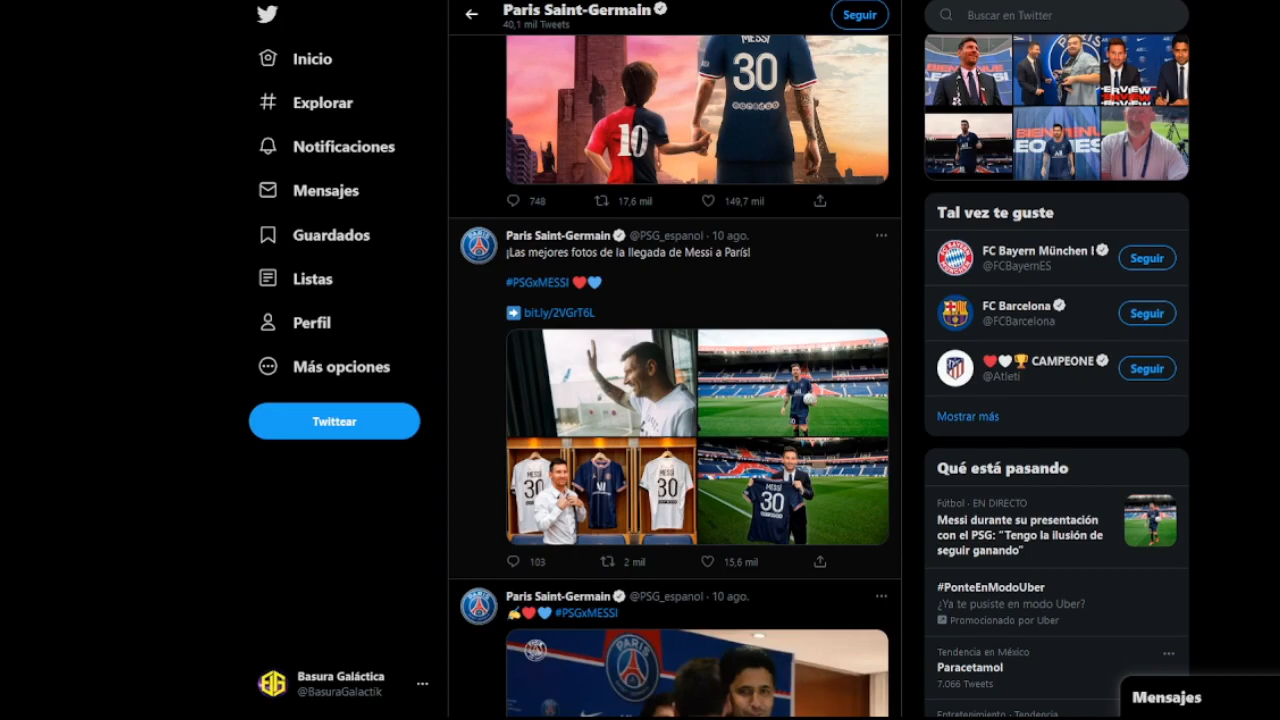 Inicio
Explorar
Notificaciones
Mensajes
Guardados
Listas
Perfil
Más opciones
Twittear
Basura Galáctica
@BasuraGalactik
Paris Saint-Germain
40,1 mil Tweets
Seguir
MESSI
30
10
748
17,6 mil
149,7 mil
Paris Saint-Germain @PSG_espanol · 10 ago.
¡Las mejores fotos de la llegada de Messi a París!
#PSGxMESSI ❤️💙
➡️ bit.ly/2VGrT6L
MESSI
30
MESSI
30
MESSI
30
103
2 mil
15,6 mil
Paris Saint-Germain @PSG_espanol · 10 ago.
✍️❤️💙 #PSGxMESSI
PARIS
Buscar en Twitter
Tal vez te guste
FC Bayern München
@FCBayernES
Seguir
FC Barcelona
@FCBarcelona
Seguir
❤️🤍🏆 CAMPEONE
@Atleti
Seguir
Mostrar más
Qué está pasando
Fútbol · EN DIRECTO
Messi durante su presentación
con el PSG: “Tengo la ilusión de
seguir ganando”
#PonteEnModoUber
¿Ya te pusiste en modo Uber?
Promocionado por Uber
Tendencia en México
Paracetamol
7.066 Tweets
Entretenimiento · Tendencia
Mensajes